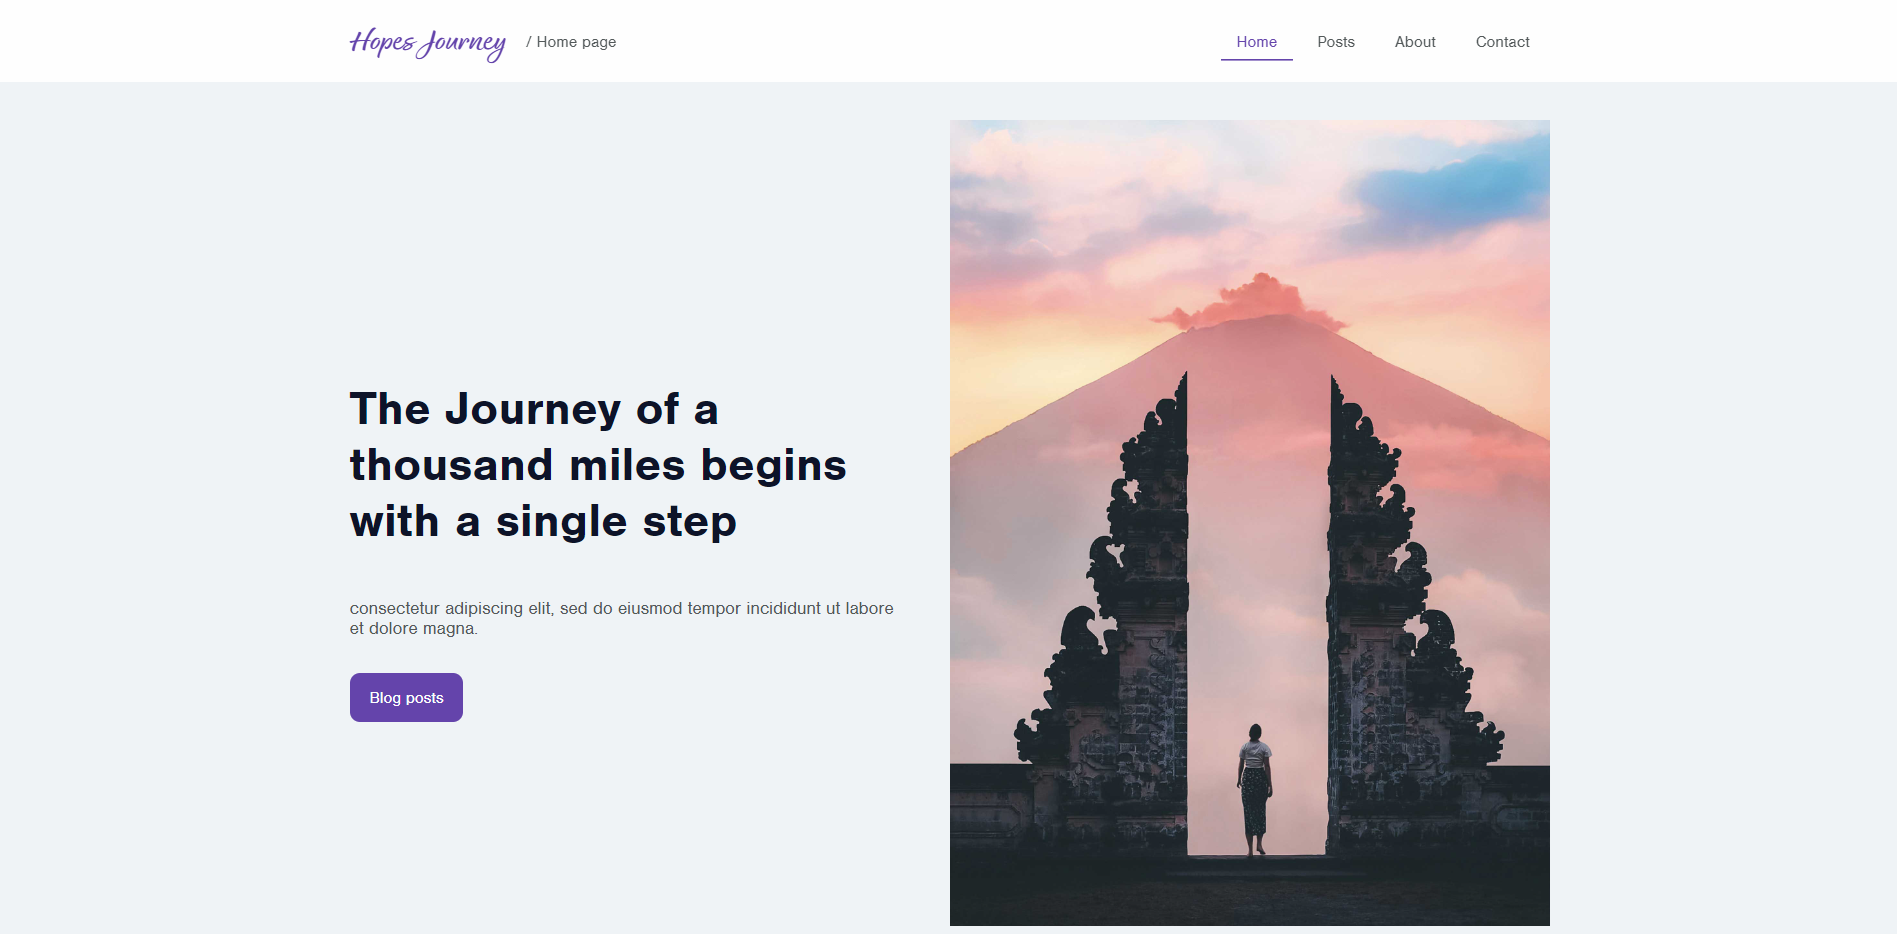 Hopes Journey / Home page
Home Posts About Contact
The Journey of a
thousand miles begins
with a single step
consectetur adipiscing elit, sed do eiusmod tempor incididunt ut labore
et dolore magna.
Blog posts